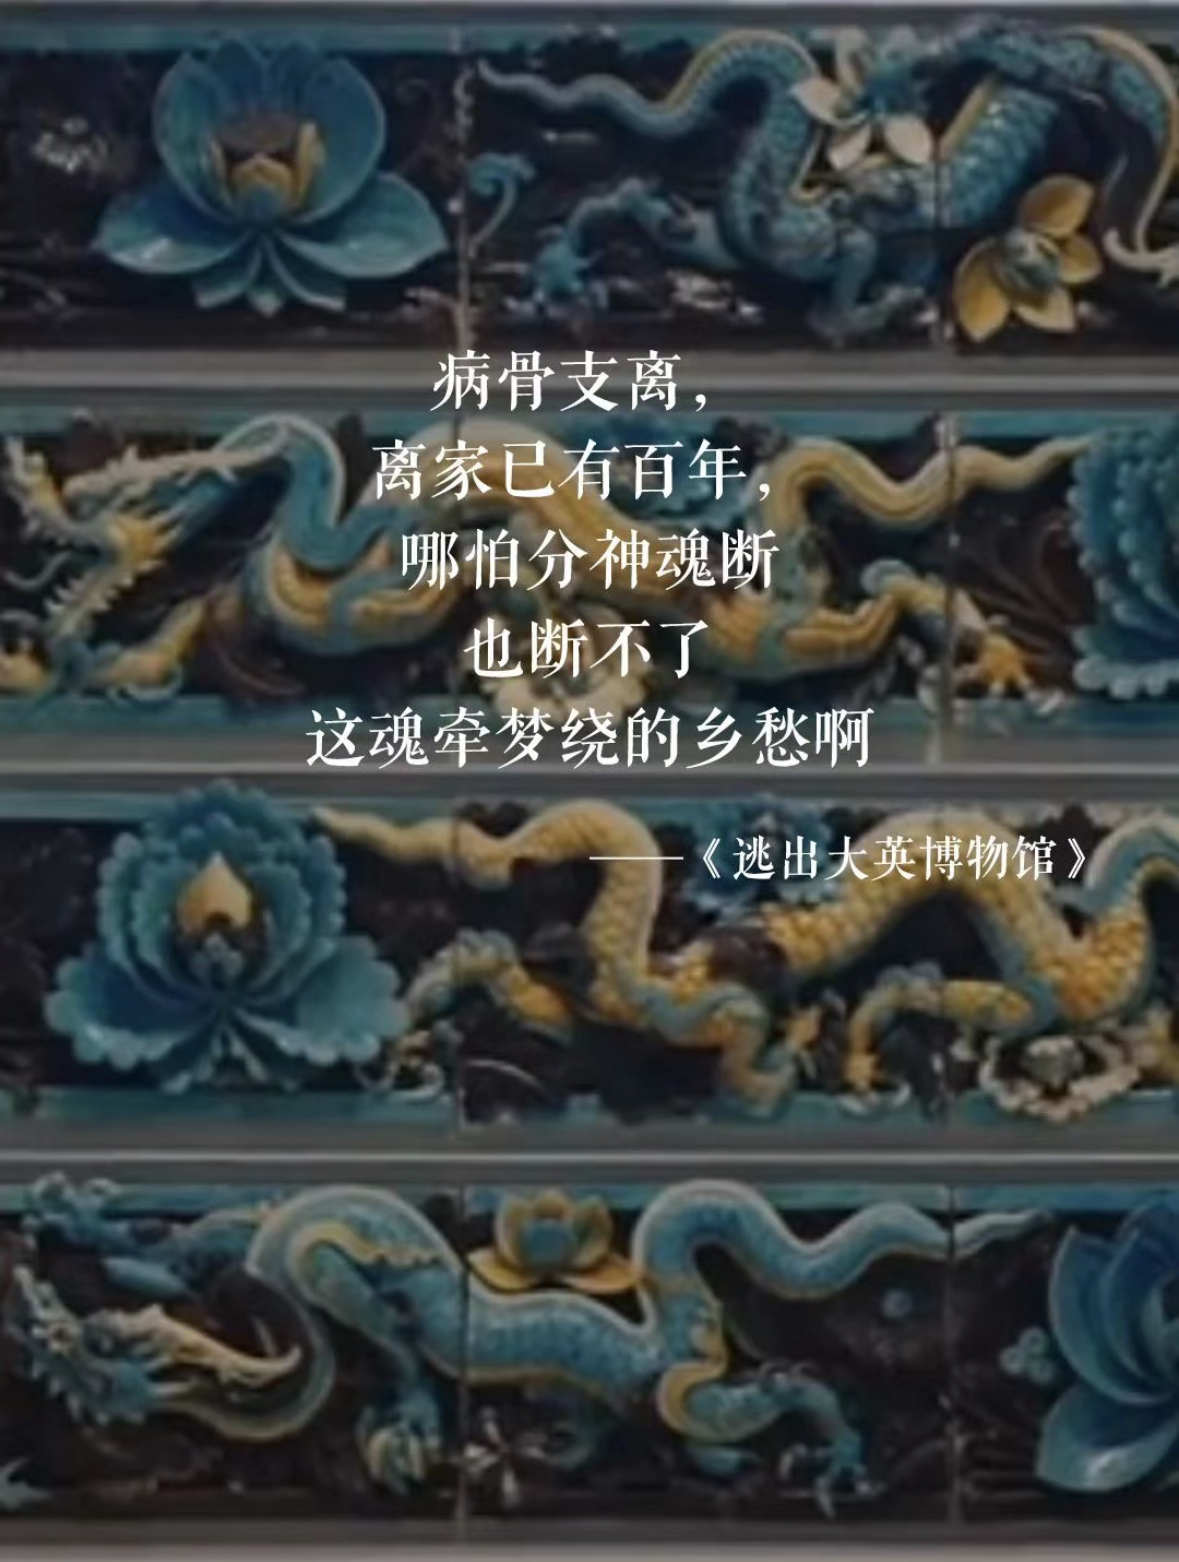 病骨支离，
离家已有百年，
哪怕分神魂断
也断不了
这魂牵梦绕的乡愁啊
——《逃出大英博物馆》